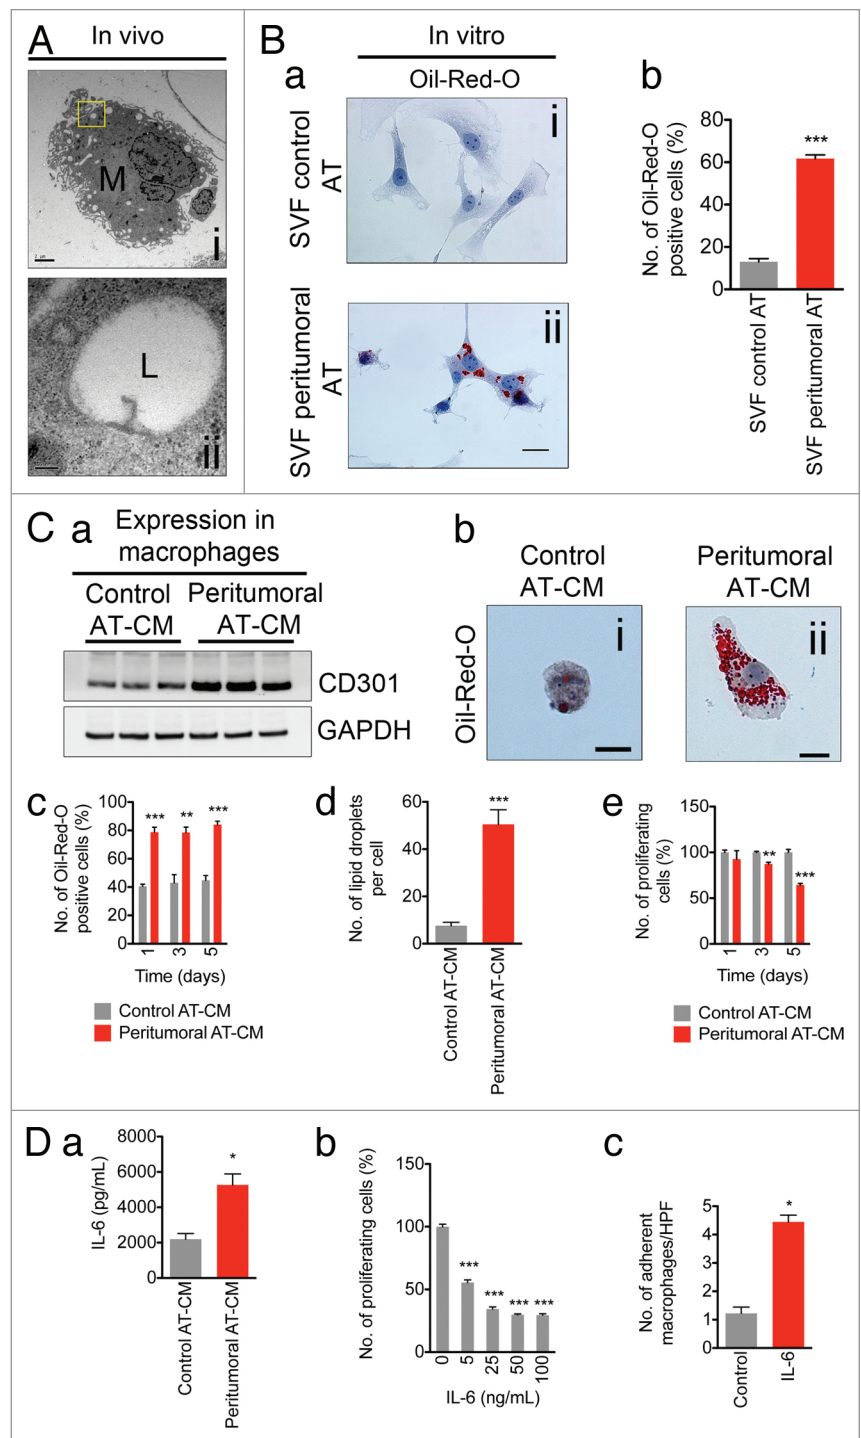 A
In vivo
M
i
L
ii
B
In vitro
a
Oil-Red-O
SVF control
AT
i
SVF peritumoral
AT
ii
b
No. of Oil-Red-O
positive cells (%)
80
60
40
20
0
***
SVF control AT
SVF peritumoral AT
C a
Expression in
macrophages
Control
AT-CM
Peritumoral
AT-CM
CD301
GAPDH
b
Control
AT-CM
Peritumoral
AT-CM
Oil-Red-O
i
ii
c
No. of Oil-Red-O
positive cells (%)
100
80
60
40
20
0
***
**
***
1 3 5
Time (days)
Control AT-CM
Peritumoral AT-CM
d
No. of lipid droplets
per cell
60
40
20
0
***
Control AT-CM
Peritumoral AT-CM
e
No. of proliferating
cells (%)
150
100
50
0
**
***
1 3 5
Time (days)
Control AT-CM
Peritumoral AT-CM
D a
IL-6 (pg/mL)
8000
6000
4000
2000
0
*
Control AT-CM
Peritumoral AT-CM
b
No. of proliferating cells (%)
150
100
50
0
*** *** *** ***
0 5 25 50 100
IL-6 (ng/mL)
c
No. of adherent
macrophages/HPF
5
4
3
2
1
0
*
Control
IL-6